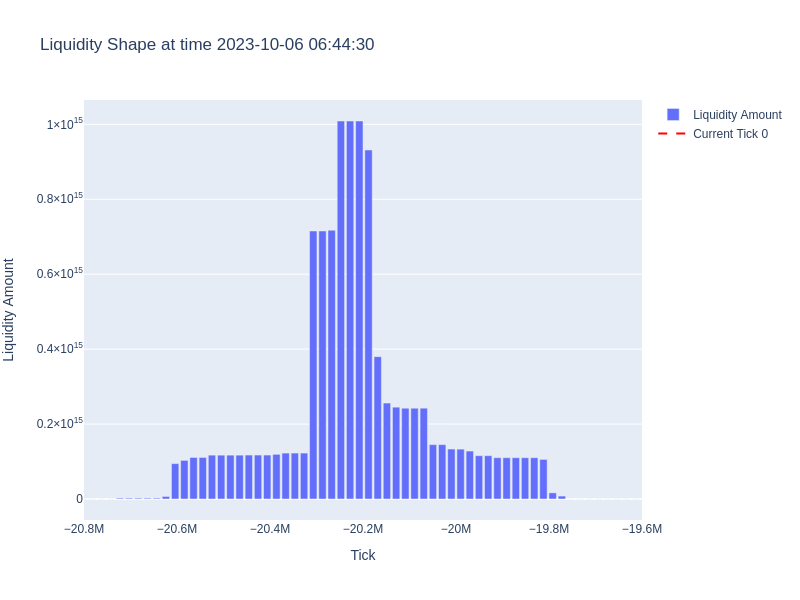 Liquidity Shape at time 2023-10-06 06:44:30
Liquidity Amount
Current Tick 0
1×10¹⁵
0.8×10¹⁵
0.6×10¹⁵
0.4×10¹⁵
0.2×10¹⁵
0
Liquidity Amount
−20.8M −20.6M −20.4M −20.2M −20M −19.8M −19.6M
Tick